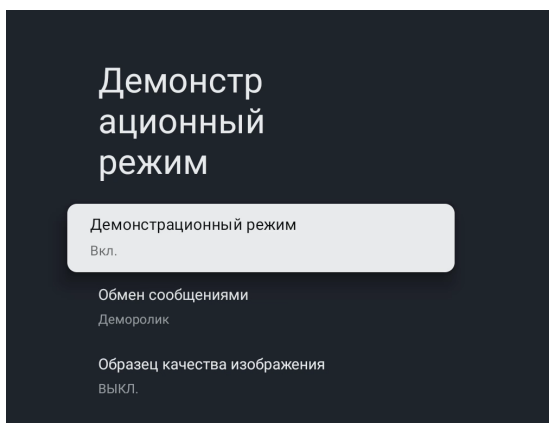 Демонстр
ационный
режим
Демонстрационный режим
Вкл.
Обмен сообщениями
Деморолик
Образец качества изображения
ВЫКЛ.